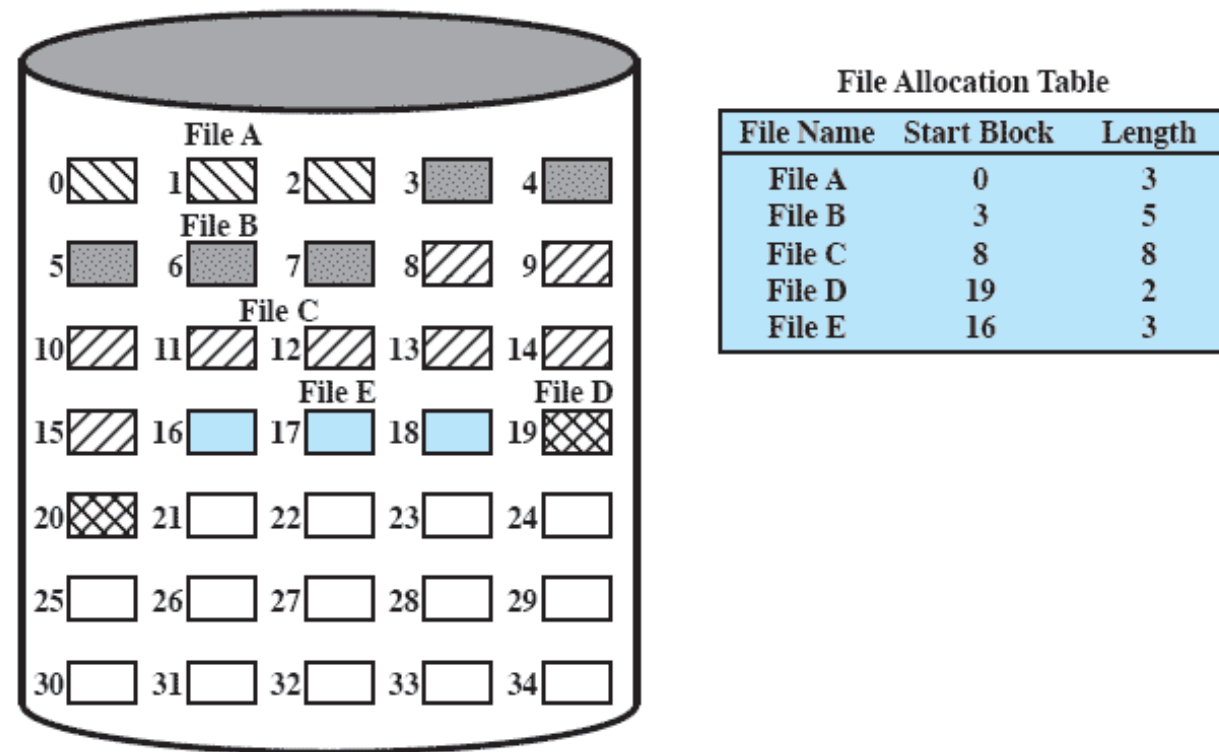 File A
0 1 2 3 4
File B
5 6 7 8 9
File C
10 11 12 13 14
File E File D
15 16 17 18 19
20 21 22 23 24
25 26 27 28 29
30 31 32 33 34
File Allocation Table
File Name Start Block Length
File A 0 3
File B 3 5
File C 8 8
File D 19 2
File E 16 3